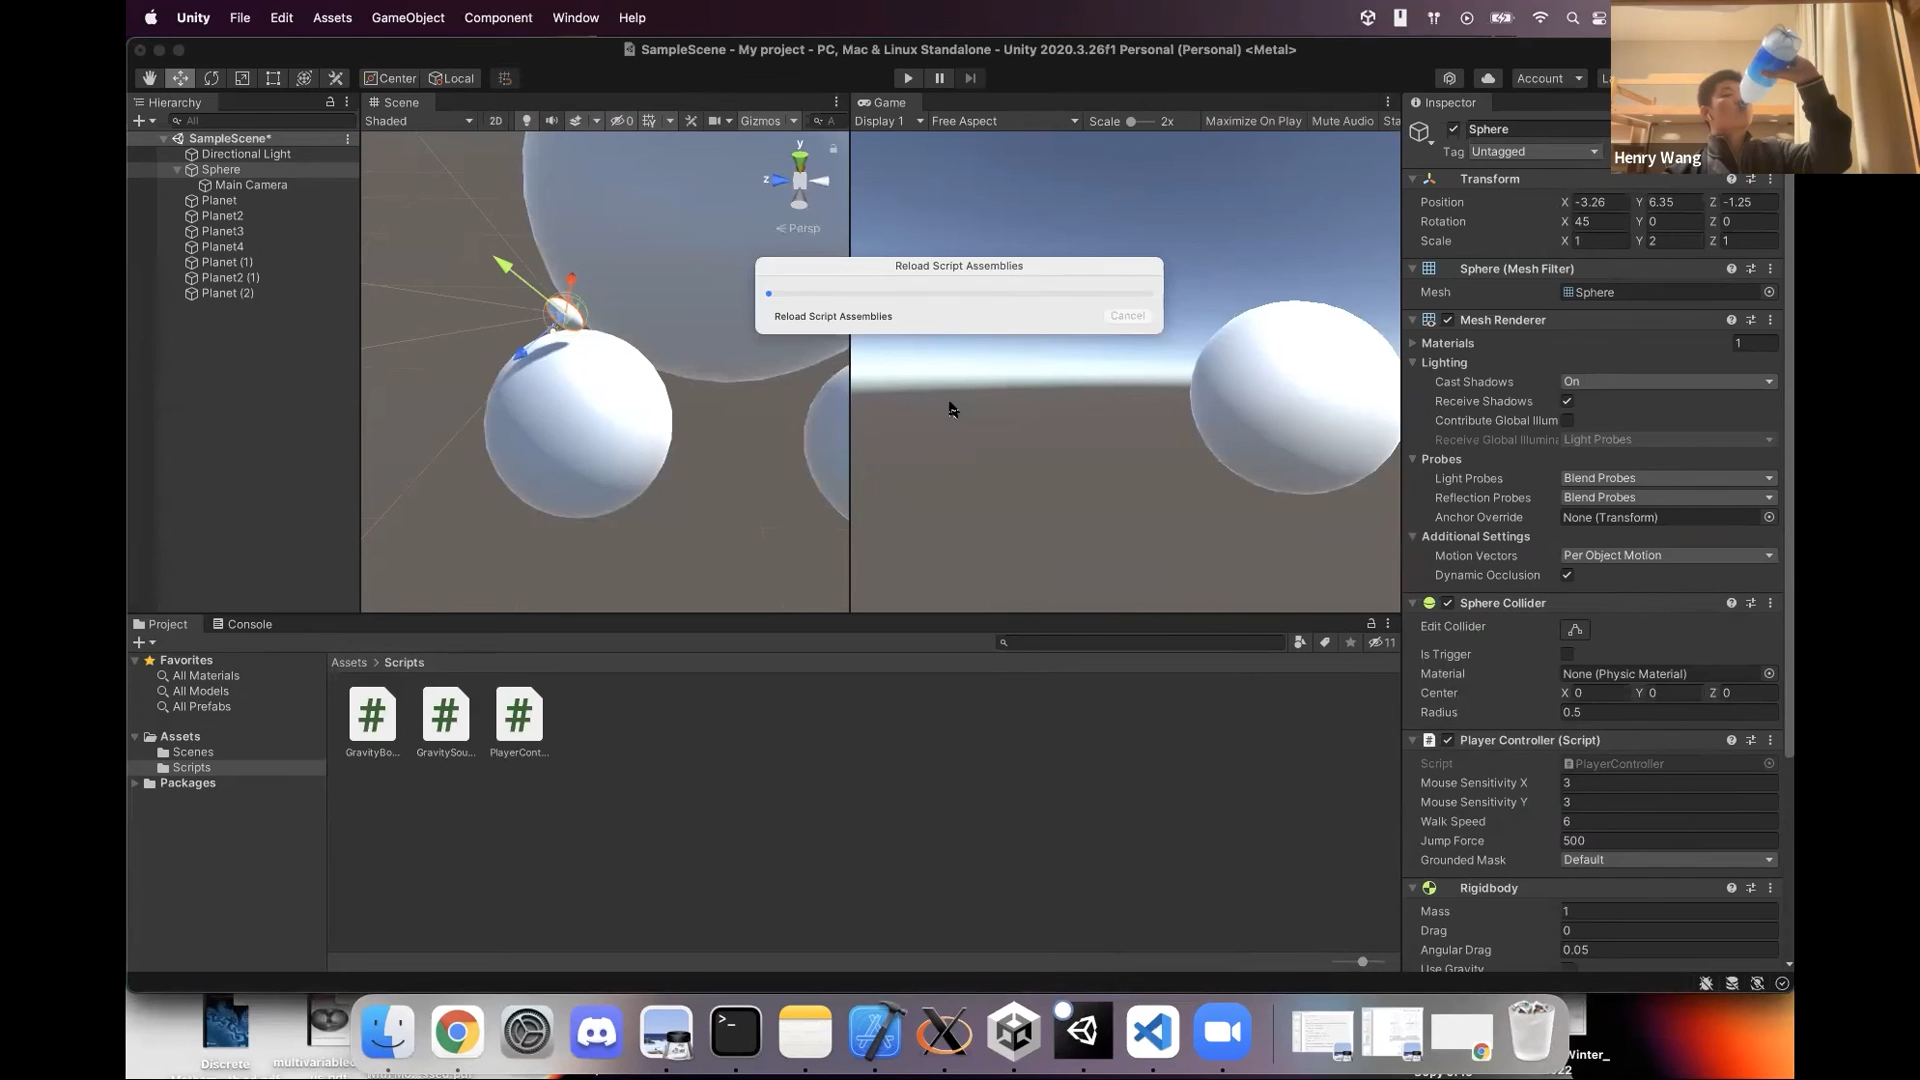 Unity File Edit Assets GameObject Component Window Help
SampleScene - My project - PC, Mac & Linux Standalone - Unity 2020.3.26f1 Personal (Personal) <Metal>
Center Local Account
Henry Wang
Hierarchy
All
SampleScene*
Directional Light
Sphere
Main Camera
Planet
Planet2
Planet3
Planet4
Planet (1)
Planet2 (1)
Planet (2)
Scene
Shaded 2D 0 Gizmos A
y
z
Persp
Game
Display 1 Free Aspect Scale 2x Maximize On Play Mute Audio Sta
Reload Script Assemblies
Reload Script Assemblies Cancel
Inspector
Sphere
Tag Untagged
Transform
Position X -3.26 Y 6.35 Z -1.25
Rotation X 45 Y 0 Z 0
Scale X 1 Y 2 Z 1
Sphere (Mesh Filter)
Mesh Sphere
Mesh Renderer
Materials 1
Lighting
Cast Shadows On
Receive Shadows
Contribute Global Illum
Receive Global Illumina Light Probes
Probes
Light Probes Blend Probes
Reflection Probes Blend Probes
Anchor Override None (Transform)
Additional Settings
Motion Vectors Per Object Motion
Dynamic Occlusion
Sphere Collider
Edit Collider
Is Trigger
Material None (Physic Material)
Center X 0 Y 0 Z 0
Radius 0.5
Player Controller (Script)
Script PlayerController
Mouse Sensitivity X 3
Mouse Sensitivity Y 3
Walk Speed 6
Jump Force 500
Grounded Mask Default
Rigidbody
Mass 1
Drag 0
Angular Drag 0.05
Use Gravity
Project Console
11
Favorites
All Materials
All Models
All Prefabs
Assets
Scenes
Scripts
Packages
Assets > Scripts
GravityBo... GravitySou... PlayerCont...
Discrete
multivariable
Winter_